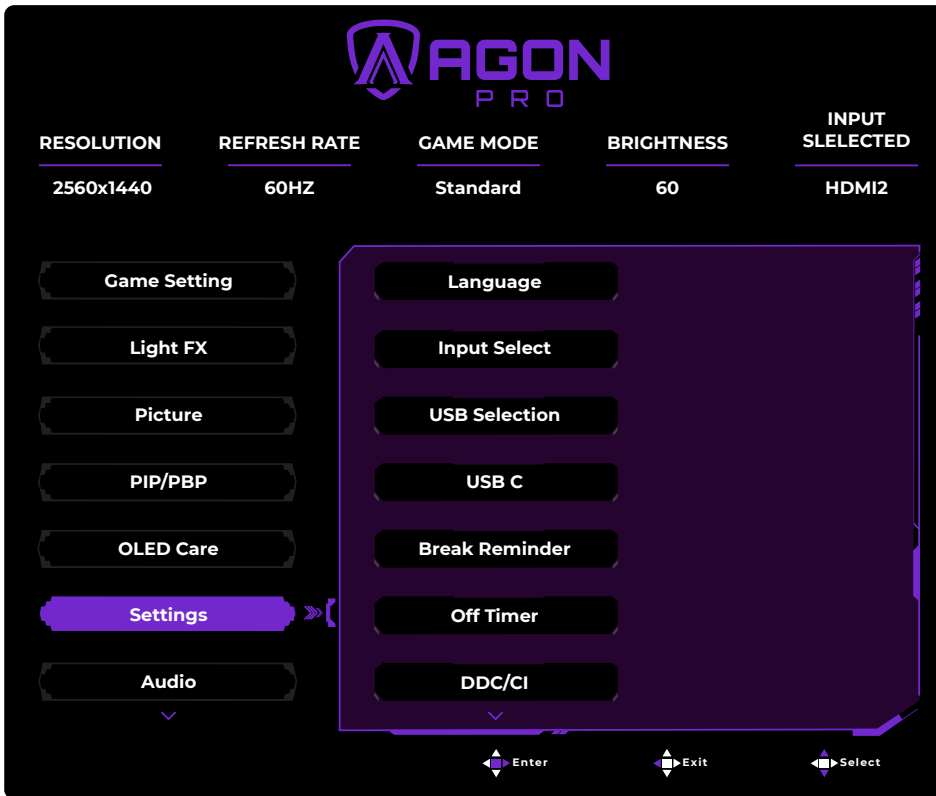 AGON
PRO
RESOLUTION
REFRESH RATE
GAME MODE
BRIGHTNESS
INPUT
SLELECTED
2560x1440
60HZ
Standard
60
HDMI2
Game Setting
Light FX
Picture
PIP/PBP
OLED Care
Settings
Audio
Language
Input Select
USB Selection
USB C
Break Reminder
Off Timer
DDC/CI
Enter
Exit
Select